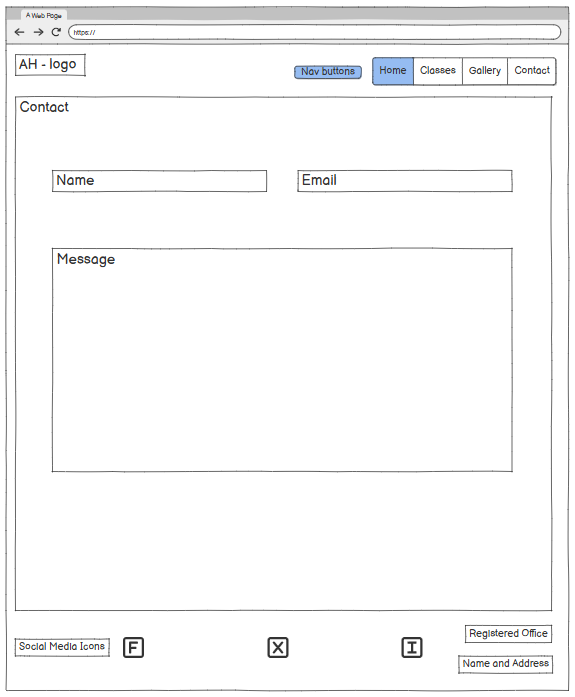 A Web Page
https://
AH - logo
Nav buttons
Home
Classes
Gallery
Contact
Contact
Name
Email
Message
Social Media Icons
F
X
I
Registered Office
Name and Address